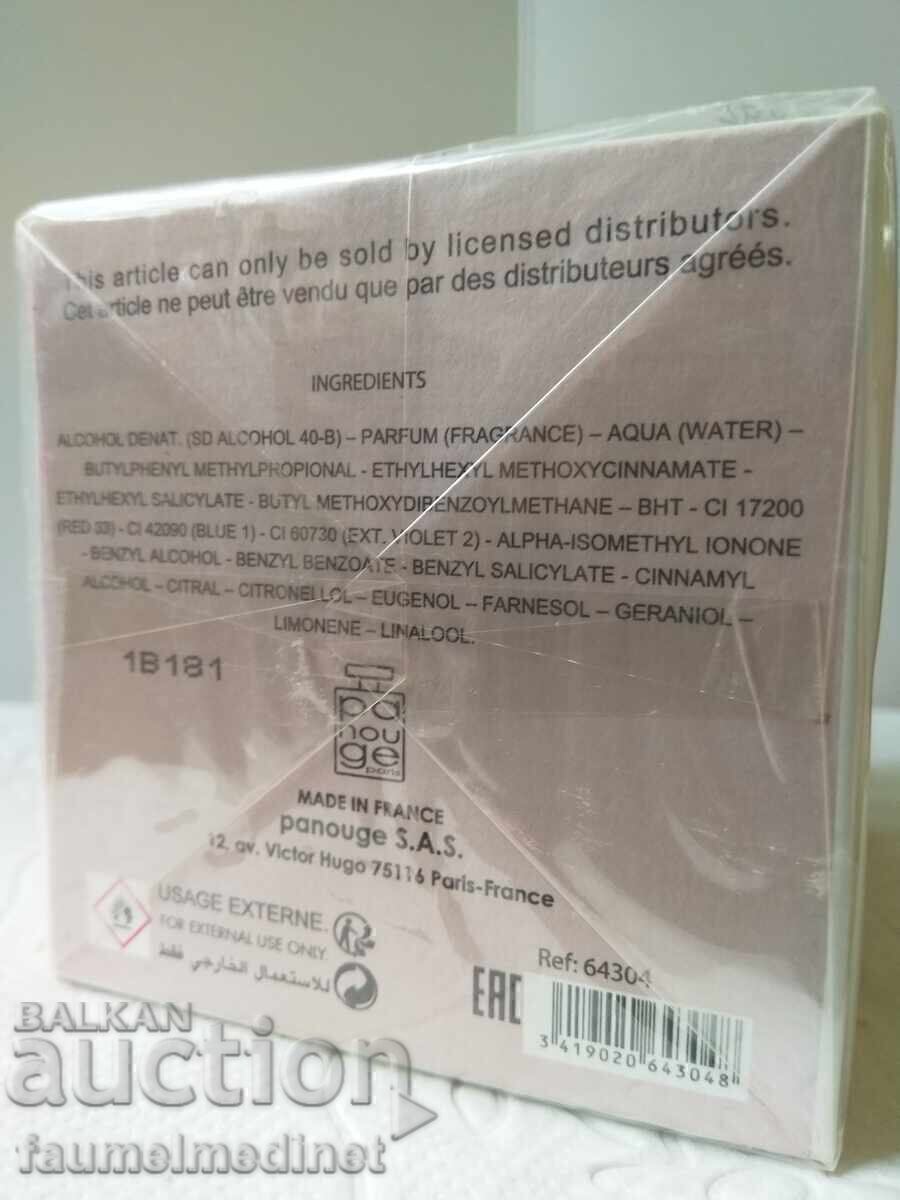 This article can only be sold by licensed distributors.
Cet article ne peut être vendu que par des distributeurs agréés.
INGREDIENTS
ALCOHOL DENAT. (SD ALCOHOL 40-B) – PARFUM (FRAGRANCE) – AQUA (WATER) –
BUTYLPHENYL METHYLPROPIONAL - ETHYLHEXYL METHOXYCINNAMATE -
ETHYLHEXYL SALICYLATE - BUTYL METHOXYDIBENZOYLMETHANE – BHT - CI 17200
(RED 33) - CI 42090 (BLUE 1) - CI 60730 (EXT. VIOLET 2) - ALPHA-ISOMETHYL IONONE
- BENZYL ALCOHOL - BENZYL BENZOATE - BENZYL SALICYLATE - CINNAMYL
ALCOHOL – CITRAL – CITRONELLOL – EUGENOL – FARNESOL – GERANIOL –
LIMONENE – LINALOOL.
1B181
pa
nou
ge
paris
MADE IN FRANCE
panouge S.A.S.
12, av. Victor Hugo 75116 Paris-France
USAGE EXTERNE.
FOR EXTERNAL USE ONLY.
للاستعمال الخارجي فقط
Ref: 64304
EAC
3 419020 643048
BALKAN
auction
faumelmedinet